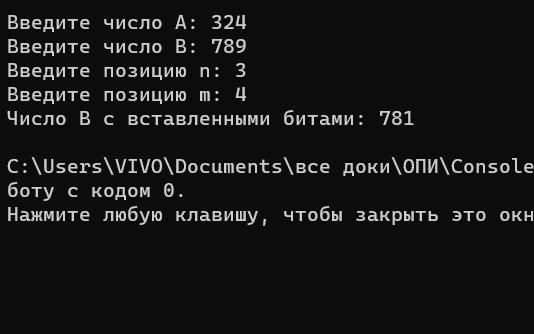 Введите число A: 324
Введите число B: 789
Введите позицию n: 3
Введите позицию m: 4
Число B с вставленными битами: 781
C:\Users\VIVO\Documents\все доки\ОПИ\Console
боту с кодом 0.
Нажмите любую клавишу, чтобы закрыть это окн